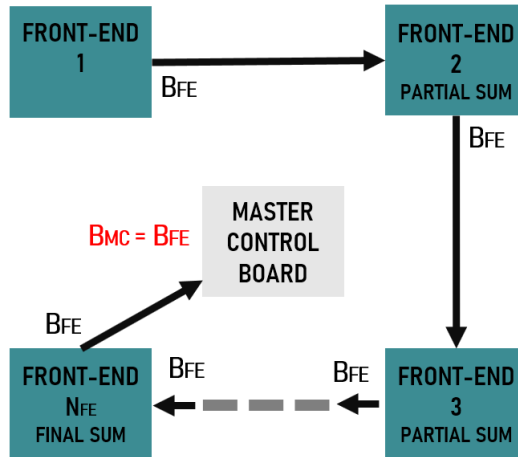 FRONT-END
1
BFE
FRONT-END
2
PARTIAL SUM
BFE
MASTER
CONTROL
BOARD
BMC = BFE
BFE
FRONT-END
NFE
FINAL SUM
BFE
BFE
FRONT-END
3
PARTIAL SUM